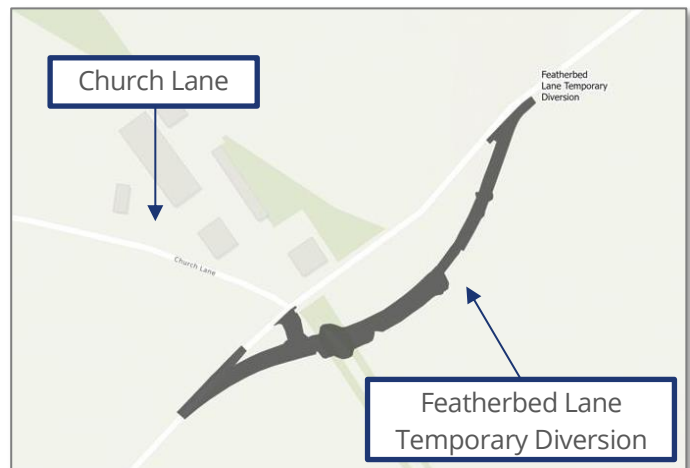 Church Lane
Featherbed
Lane Temporary
Diversion
Church Lane
Featherbed Lane
Temporary Diversion